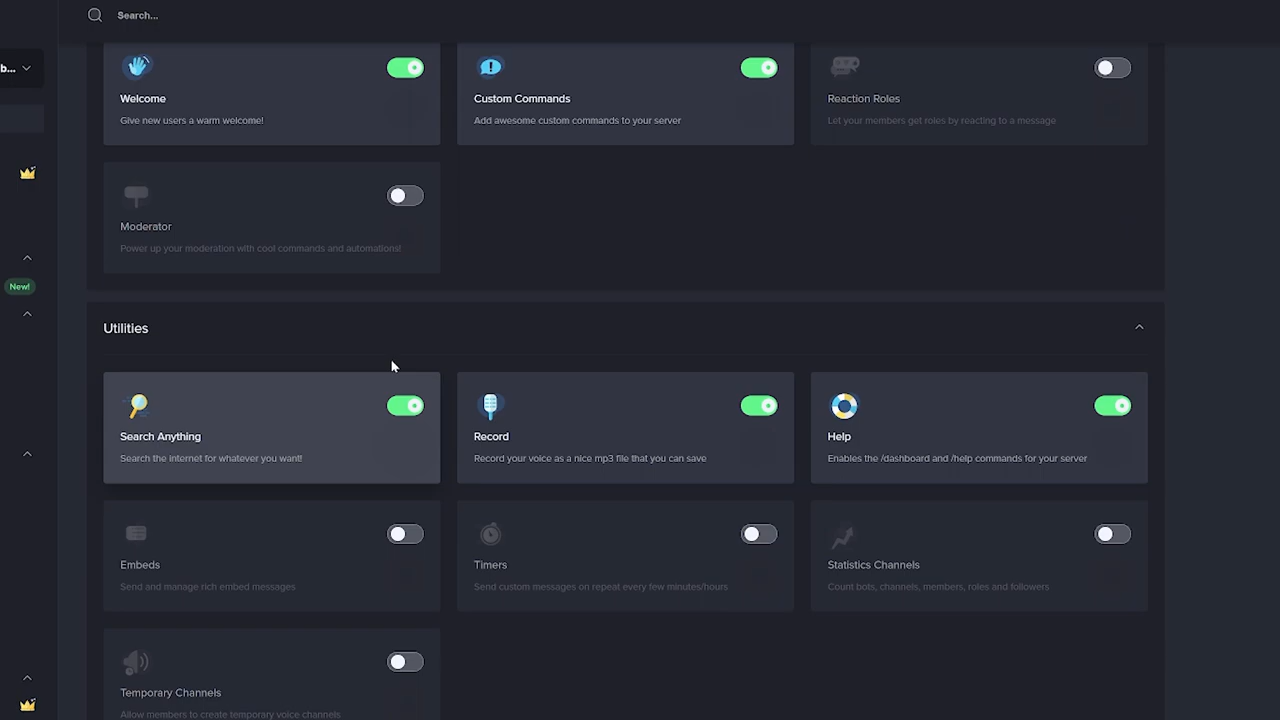 Search...
b...
Welcome
Give new users a warm welcome!
Custom Commands
Add awesome custom commands to your server
Reaction Roles
Let your members get roles by reacting to a message
Moderator
Power up your moderation with cool commands and automations!
New!
Utilities
Search Anything
Search the internet for whatever you want!
Record
Record your voice as a nice mp3 file that you can save
Help
Enables the /dashboard and /help commands for your server
Embeds
Send and manage rich embed messages
Timers
Send custom messages on repeat every few minutes/hours
Statistics Channels
Count bots, channels, members, roles and followers
Temporary Channels
Allow members to create temporary voice channels